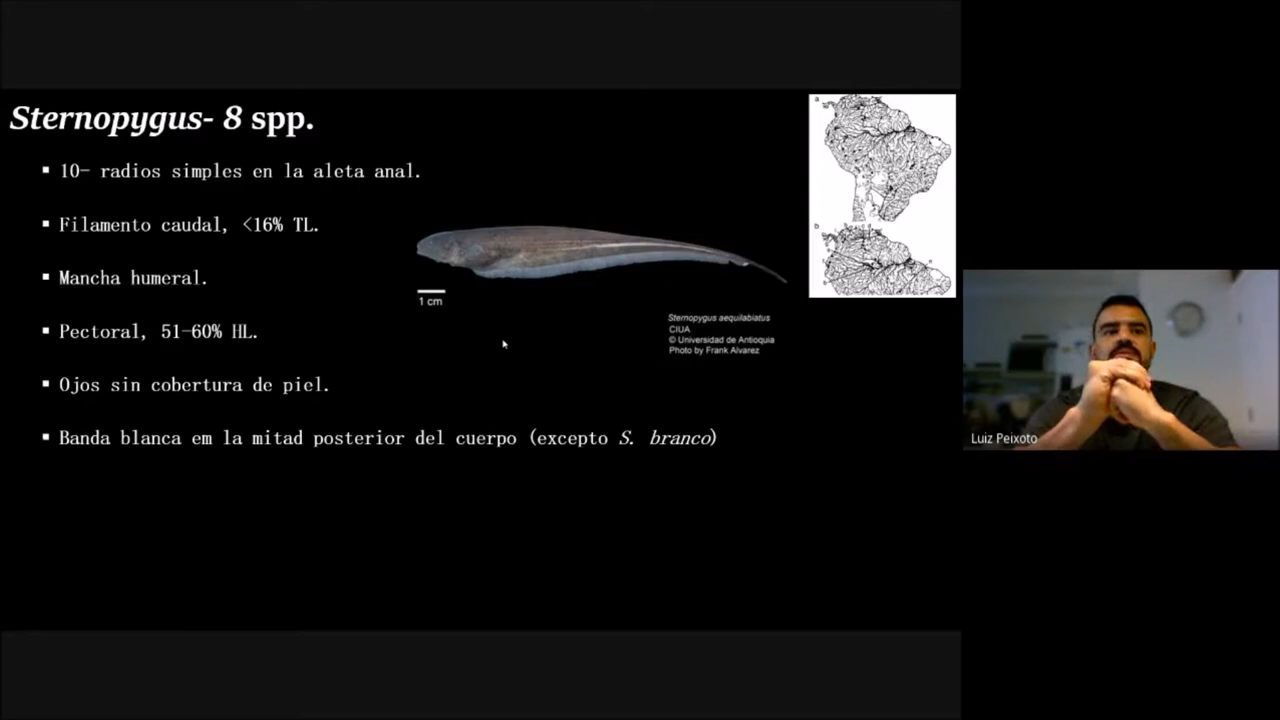 Sternopygus- 8 spp.
10- radios simples en la aleta anal.
Filamento caudal, <16% TL.
Mancha humeral.
Pectoral, 51-60% HL.
Ojos sin cobertura de piel.
Banda blanca em la mitad posterior del cuerpo (excepto S. branco)
1 cm
Sternopygus aequilabiatus
CIUA
© Universidad de Antioquia
Photo by Frank Alvarez
a
b
Luiz Peixoto